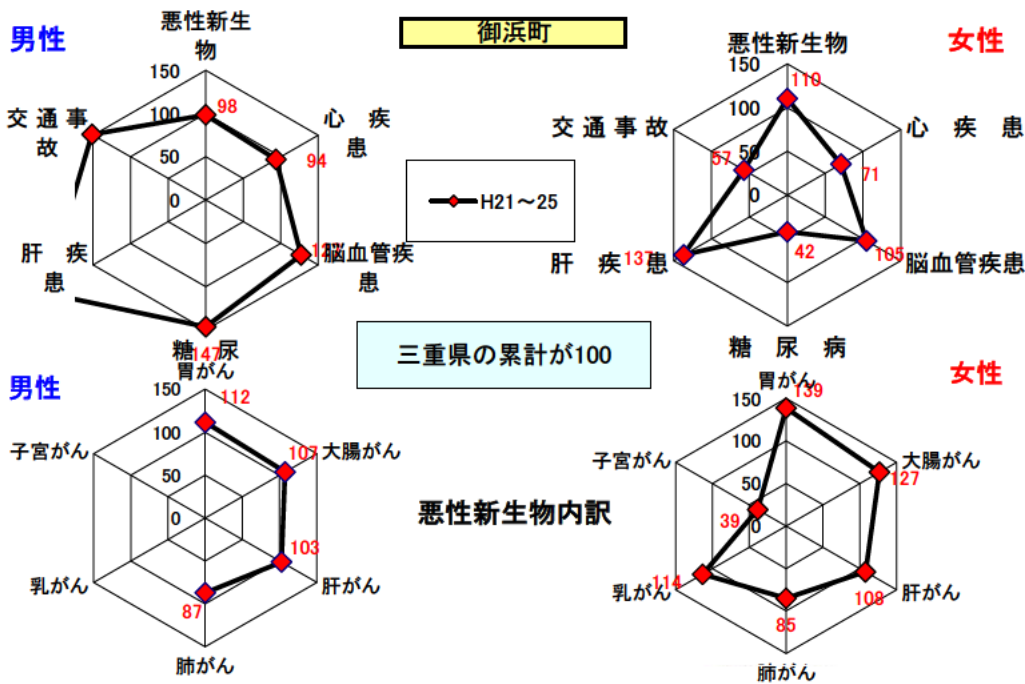 男性
御浜町
女性
悪性新生
物
150
100
50
0
98
心 疾
患
94
脳血管疾
患
糖 尿
147
肝 疾
患
交 通 事
故
H21～25
悪性新生物
150
100
50
0
110
心 疾 患
71
脳血管疾患
105
糖 尿 病
42
肝 疾 患
137
交 通 事 故
57
三重県の累計が100
男性
胃がん
150
100
50
0
112
大腸がん
107
肝がん
103
肺がん
87
乳がん
子宮がん
悪性新生物内訳
女性
胃がん
150
100
50
0
139
大腸がん
127
肝がん
108
肺がん
85
乳がん
114
子宮がん
39